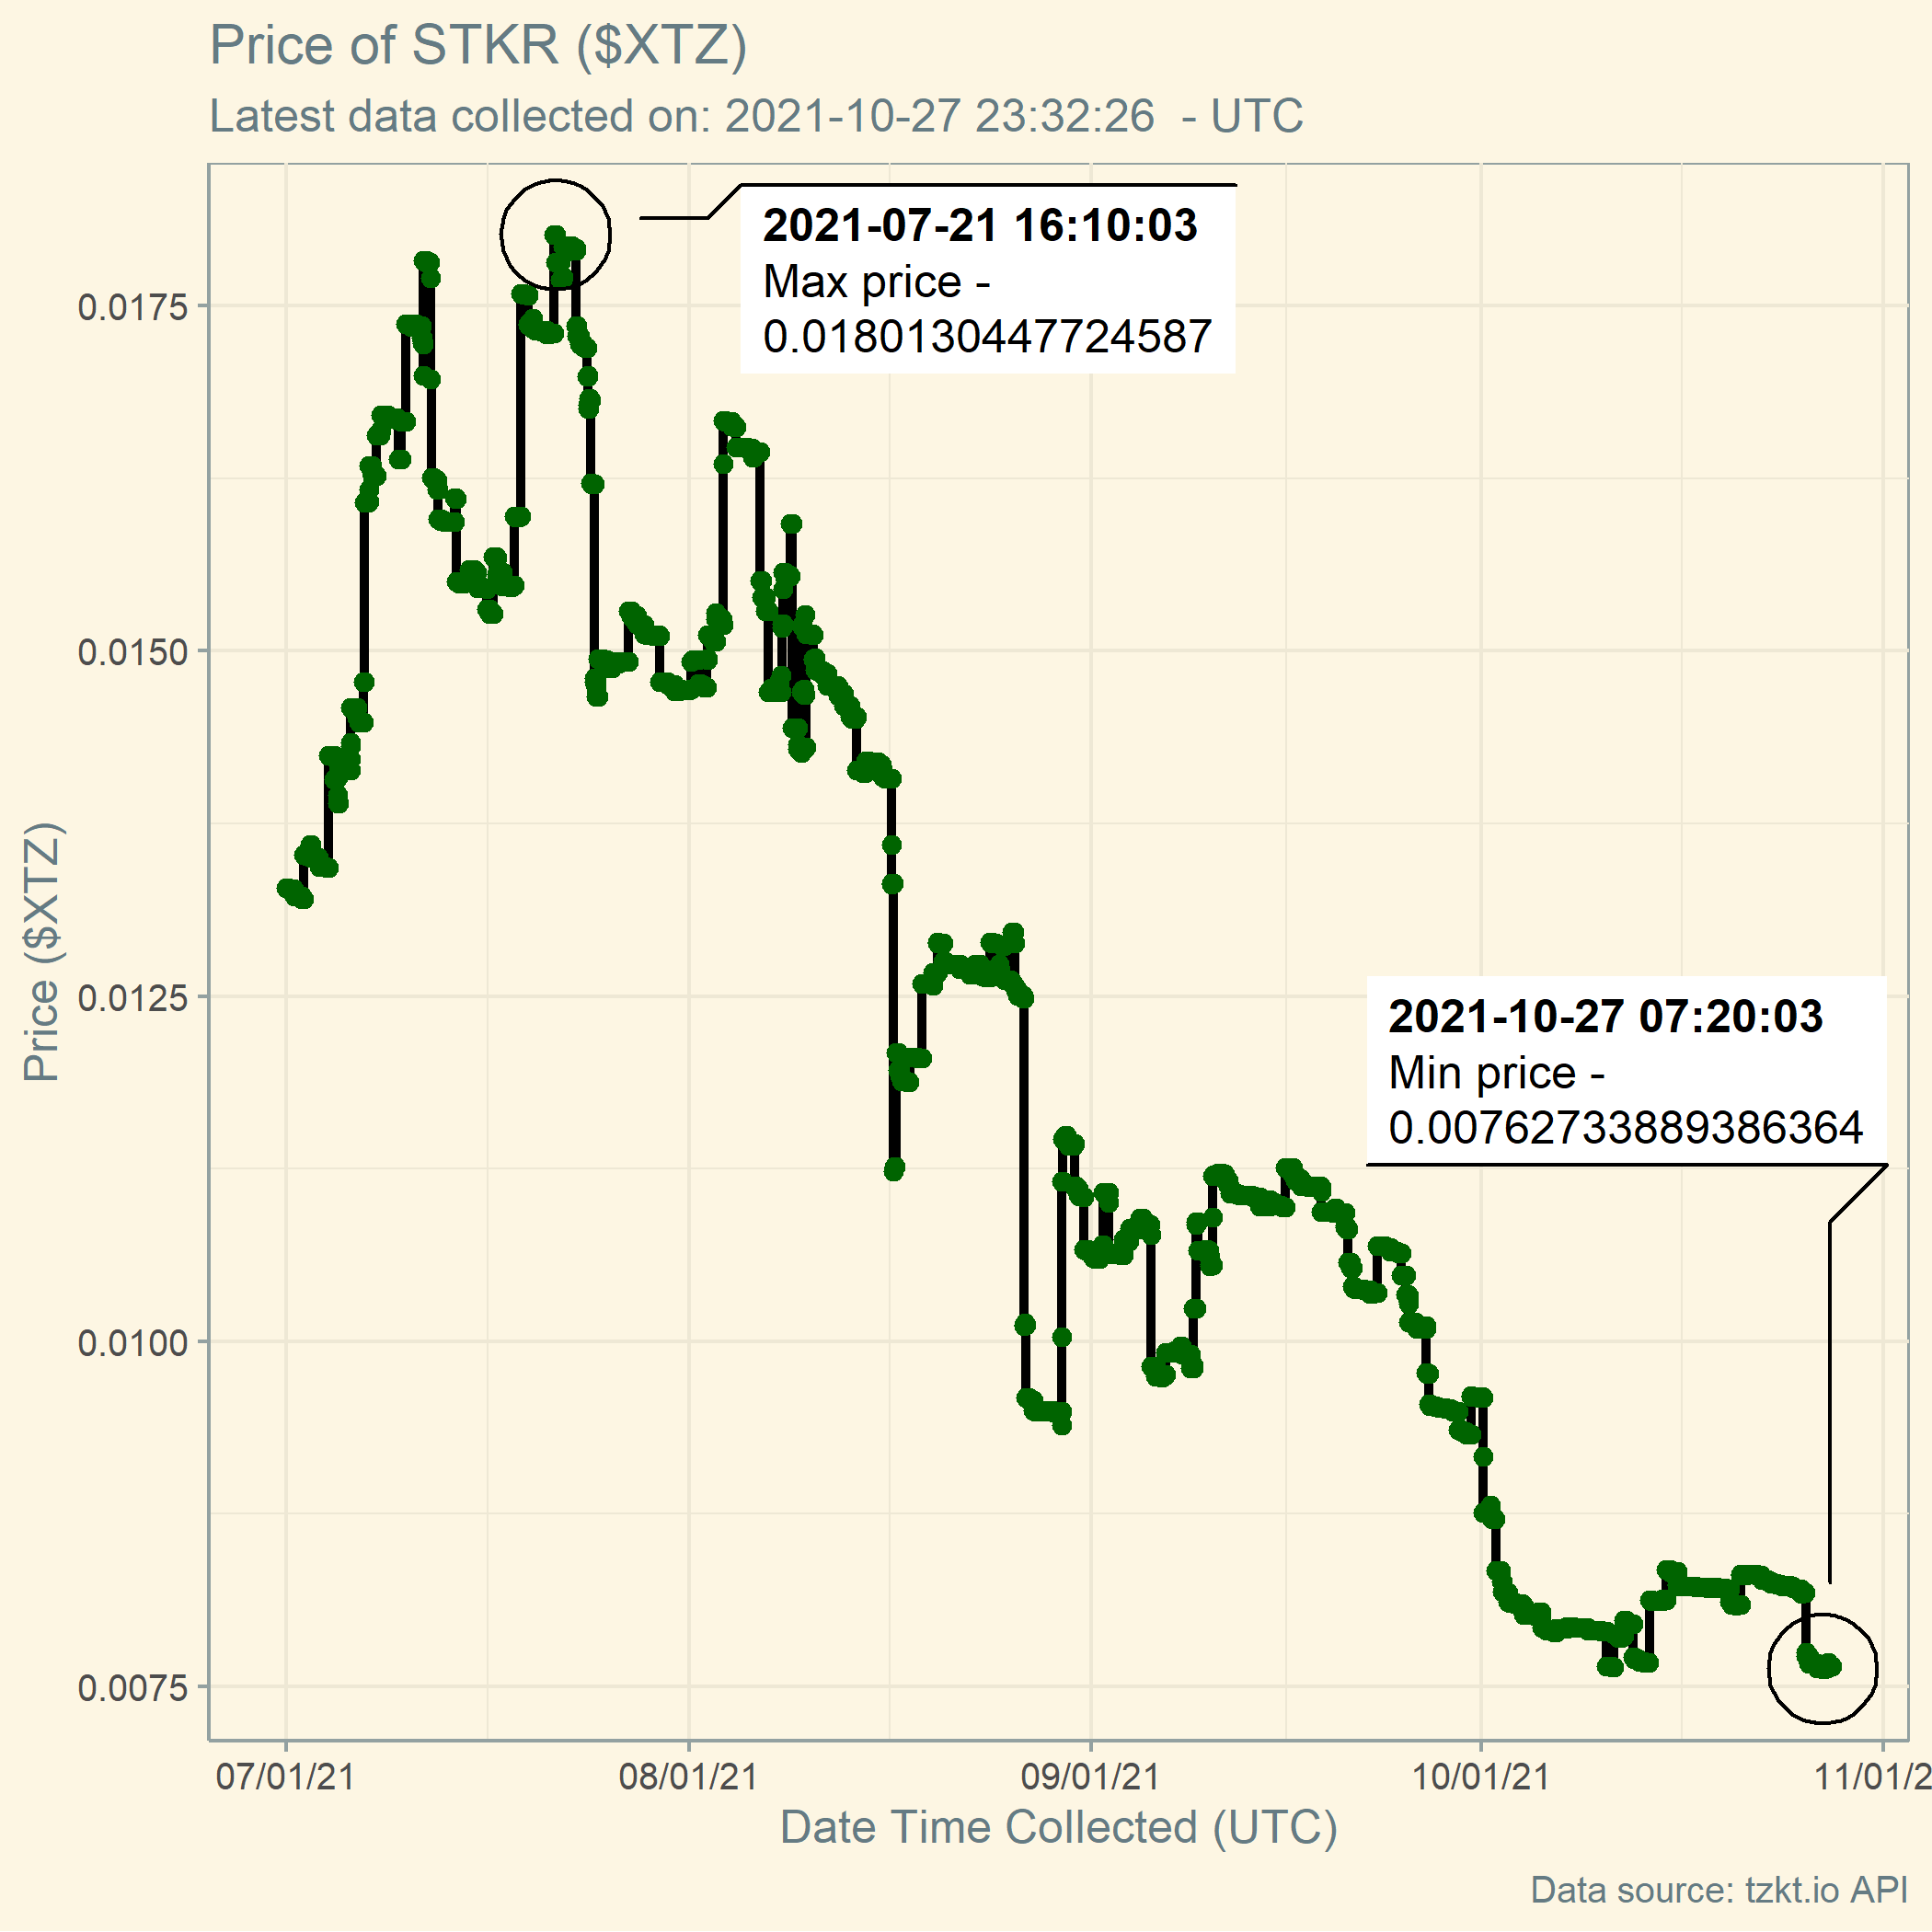 Price of STKR ($XTZ)
Latest data collected on: 2021-10-27 23:32:26 - UTC
2021-07-21 16:10:03
Max price -
0.0180130447724587
0.0175
0.0150
0.0125
0.0100
0.0075
Price ($XTZ)
2021-10-27 07:20:03
Min price -
0.00762733889386364
07/01/21
08/01/21
09/01/21
10/01/21
11/01/2
Date Time Collected (UTC)
Data source: tzkt.io API